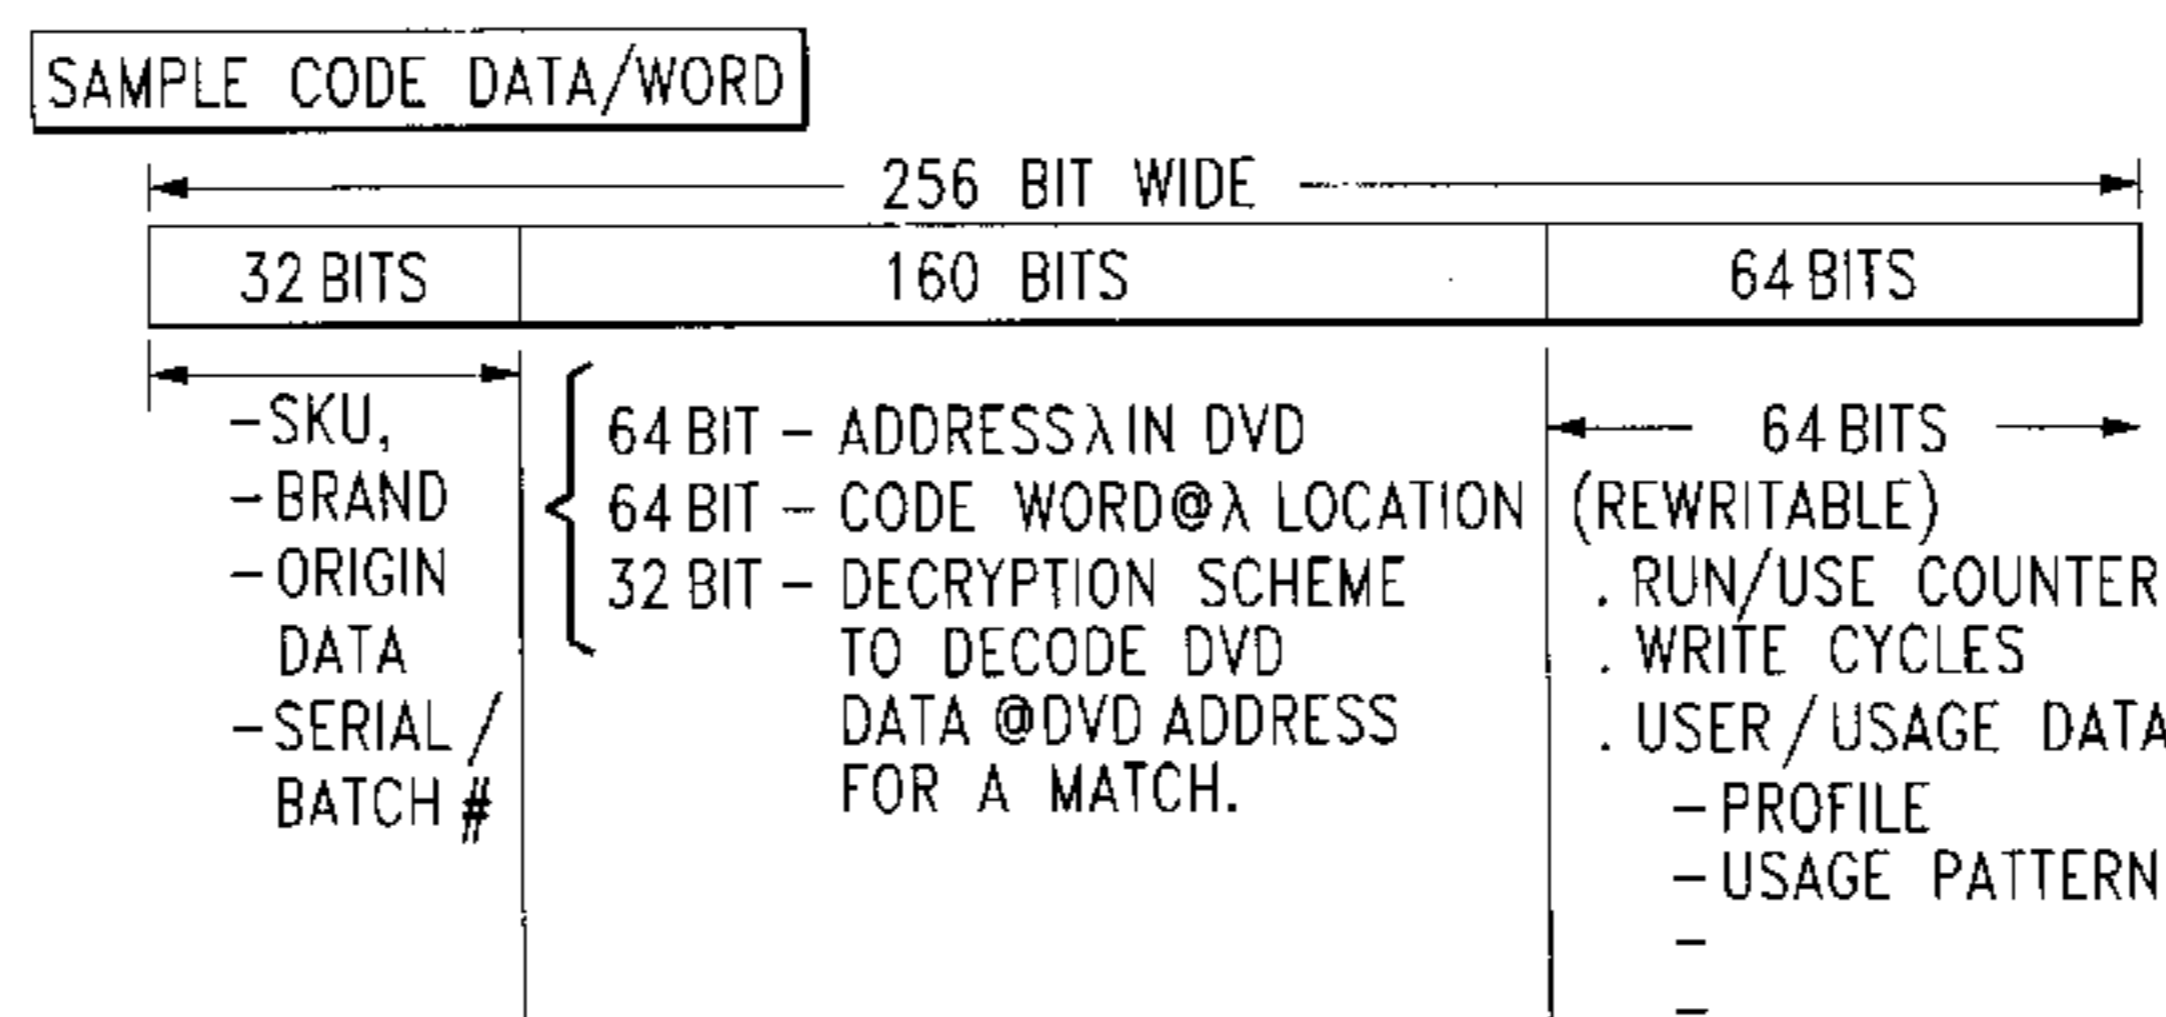 SAMPLE CODE DATA/WORD
256 BIT WIDE
32 BITS
160 BITS
64 BITS
-SKU,
-BRAND
-ORIGIN
DATA
-SERIAL/
BATCH #
64 BIT - ADDRESS λ IN DVD
64 BIT - CODE WORD@λ LOCATION
32 BIT - DECRYPTION SCHEME
TO DECODE DVD
DATA @DVD ADDRESS
FOR A MATCH.
64 BITS
(REWRITABLE)
. RUN/USE COUNTER
. WRITE CYCLES
. USER/USAGE DATA
- PROFILE
- USAGE PATTERN
-
-